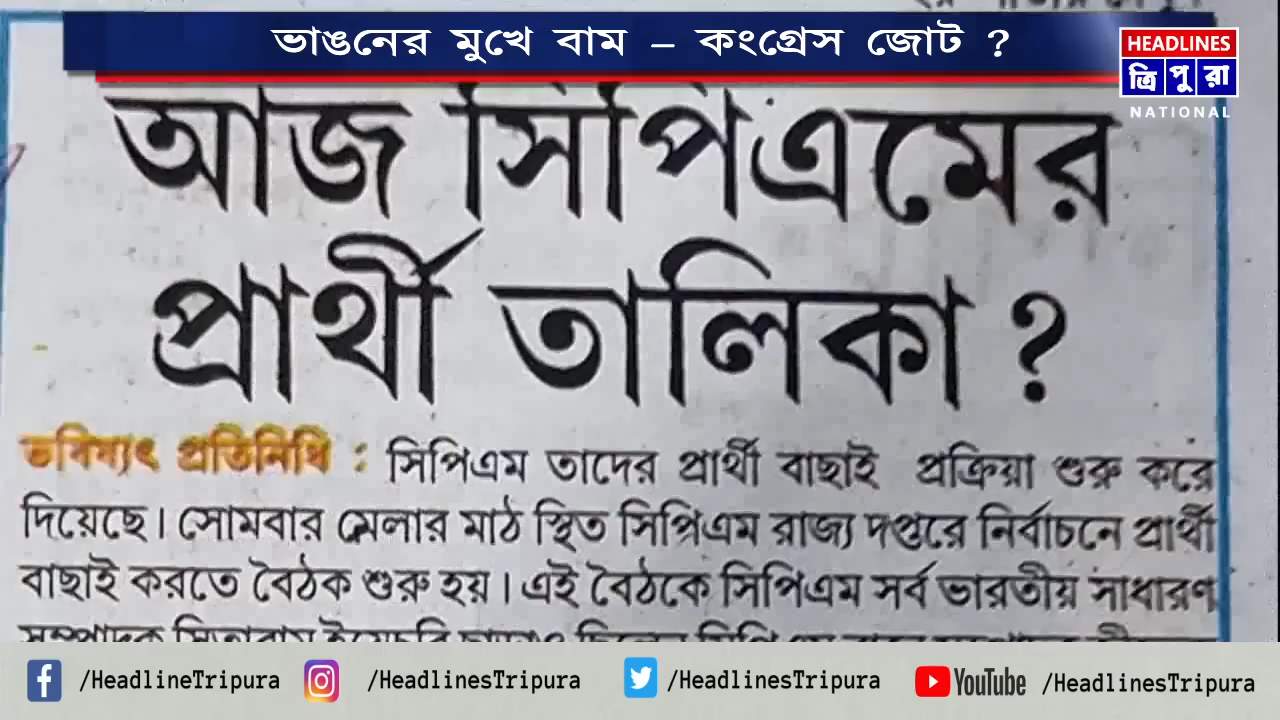 ভাঙনের মুখে বাম – কংগ্রেস জোট ?
HEADLINES
ত্রিপুরা
NATIONAL
আজ সিপিএমের
প্রার্থী তালিকা ?
ভবিষ্যৎ প্রতিনিধি : সিপিএম তাদের প্রার্থী বাছাই প্রক্রিয়া শুরু করে
দিয়েছে। সোমবার মেলার মাঠ স্থিত সিপিএম রাজ্য দপ্তরে নির্বাচনে প্রার্থী
বাছাই করতে বৈঠক শুরু হয়। এই বৈঠকে সিপিএম সর্ব ভারতীয় সাধারণ
/HeadlineTripura /HeadlinesTripura /HeadlinesTripura YouTube /HeadlinesTripura